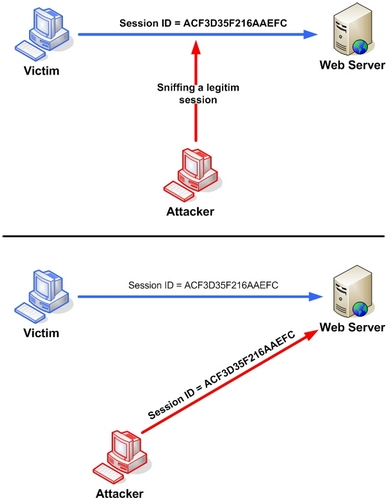 Session ID = ACF3D35F216AAEFC
Victim
Web Server
Sniffing a legitim
session
Attacker
Session ID = ACF3D35F216AAEFC
Victim
Web Server
Session ID = ACF3D35F216AAEFC
Attacker